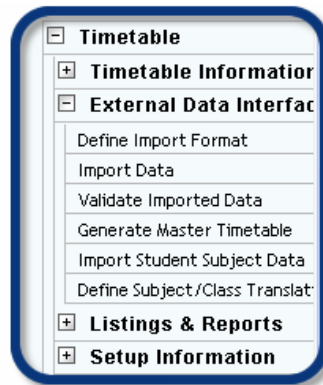 Timetable
Timetable Information
External Data Interfac
Define Import Format
Import Data
Validate Imported Data
Generate Master Timetable
Import Student Subject Data
Define Subject/Class Translat
Listings & Reports
Setup Information